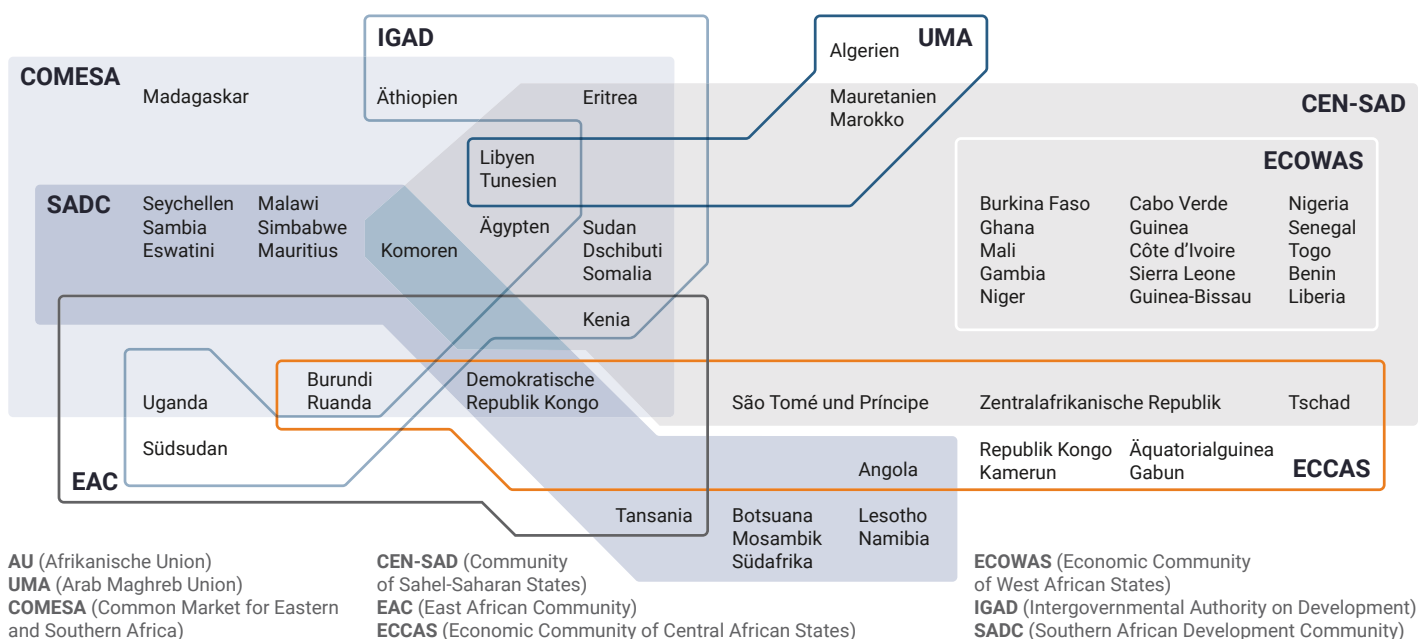 IGAD
UMA
Algerien
COMESA
Madagaskar
Äthiopien
Eritrea
Mauretanien
Marokko
CEN-SAD
Libyen
Tunesien
ECOWAS
SADC
Seychellen
Sambia
Eswatini
Malawi
Simbabwe
Mauritius
Komoren
Ägypten
Sudan
Dschibuti
Somalia
Burkina Faso
Ghana
Mali
Gambia
Niger
Cabo Verde
Guinea
Côte d’Ivoire
Sierra Leone
Guinea-Bissau
Nigeria
Senegal
Togo
Benin
Liberia
Kenia
Burundi
Ruanda
Demokratische
Republik Kongo
Uganda
São Tomé und Príncipe
Zentralafrikanische Republik
Tschad
Südsudan
Republik Kongo
Kamerun
Äquatorialguinea
Gabun
ECCAS
EAC
Angola
Tansania
Botsuana
Mosambik
Südafrika
Lesotho
Namibia
AU (Afrikanische Union)
UMA (Arab Maghreb Union)
COMESA (Common Market for Eastern
and Southern Africa)
CEN-SAD (Community
of Sahel-Saharan States)
EAC (East African Community)
ECCAS (Economic Community of Central African States)
ECOWAS (Economic Community
of West African States)
IGAD (Intergovernmental Authority on Development)
SADC (Southern African Development Community)